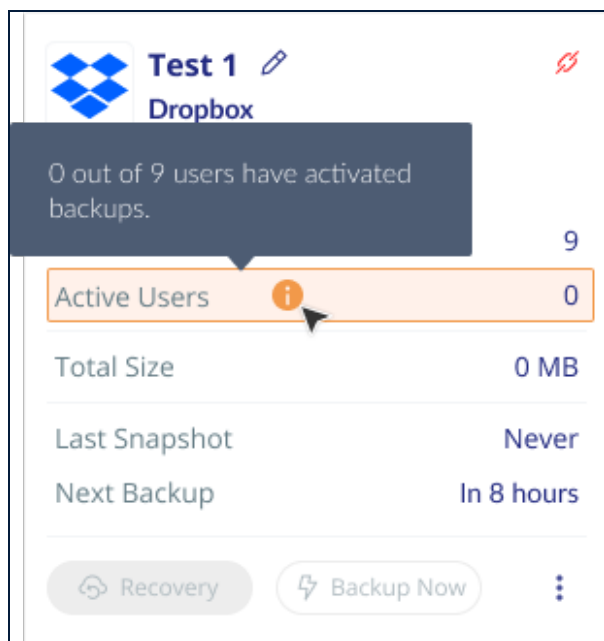 Test 1
Dropbox
0 out of 9 users have activated
backups.
9
Active Users 0
Total Size 0 MB
Last Snapshot Never
Next Backup In 8 hours
Recovery Backup Now